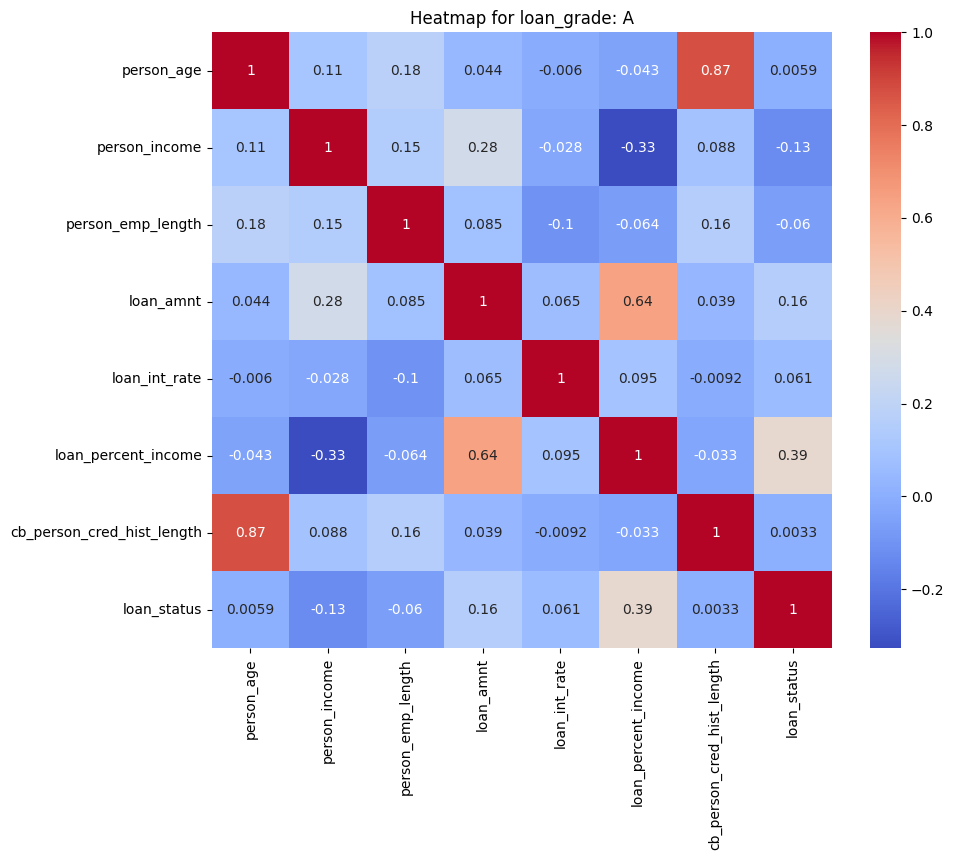 Heatmap for loan_grade: A
person_age 1 0.11 0.18 0.044 -0.006 -0.043 0.87 0.0059
person_income 0.11 1 0.15 0.28 -0.028 -0.33 0.088 -0.13
person_emp_length 0.18 0.15 1 0.085 -0.1 -0.064 0.16 -0.06
loan_amnt 0.044 0.28 0.085 1 0.065 0.64 0.039 0.16
loan_int_rate -0.006 -0.028 -0.1 0.065 1 0.095 -0.0092 0.061
loan_percent_income -0.043 -0.33 -0.064 0.64 0.095 1 -0.033 0.39
cb_person_cred_hist_length 0.87 0.088 0.16 0.039 -0.0092 -0.033 1 0.0033
loan_status 0.0059 -0.13 -0.06 0.16 0.061 0.39 0.0033 1
person_age
person_income
person_emp_length
loan_amnt
loan_int_rate
loan_percent_income
cb_person_cred_hist_length
loan_status
1.0
0.8
0.6
0.4
0.2
0.0
−0.2